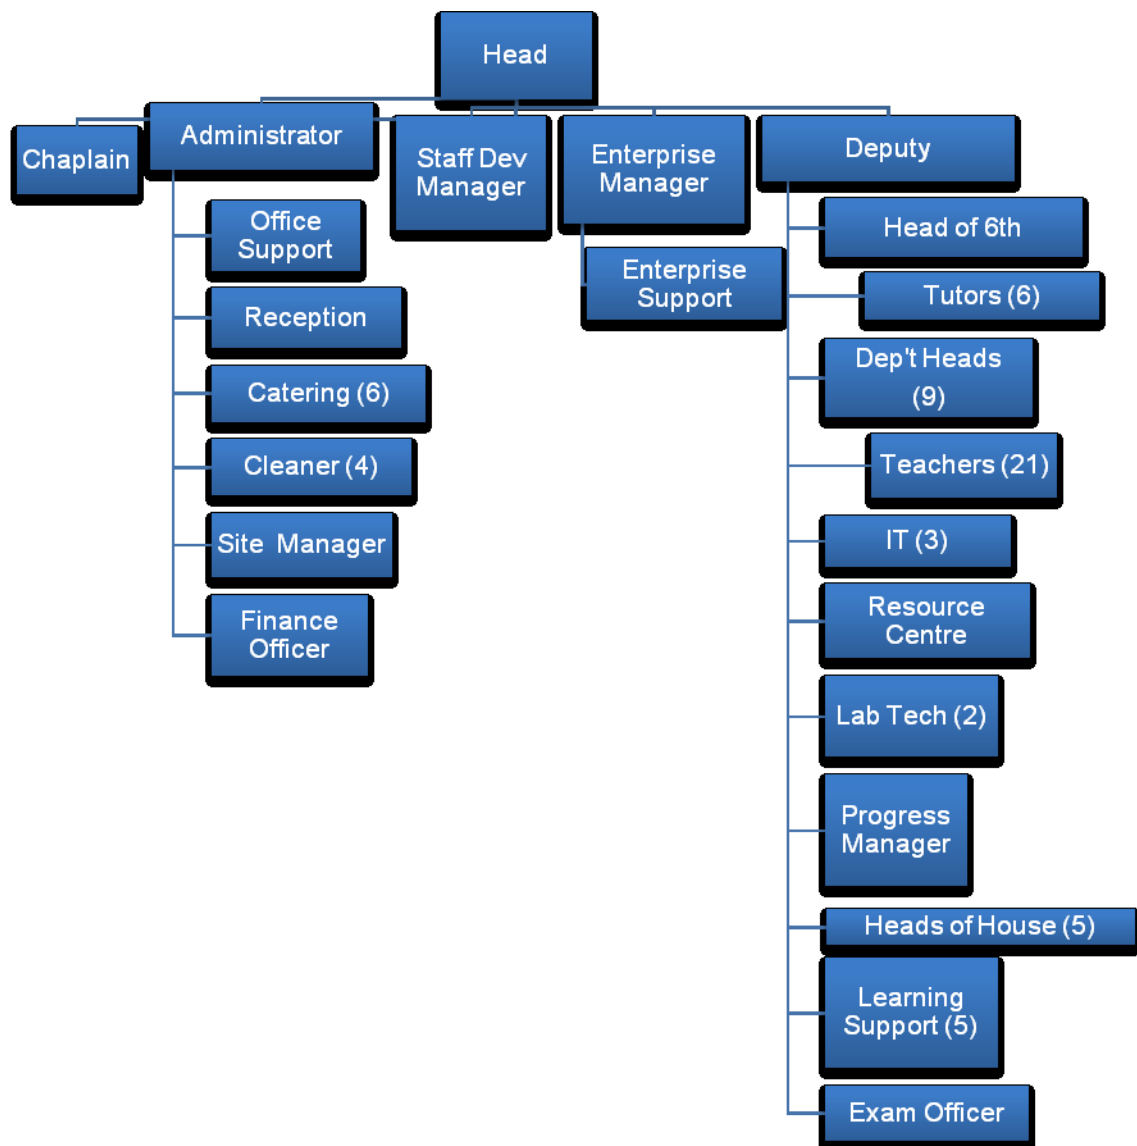 Head
Chaplain
Administrator
Staff Dev
Manager
Enterprise
Manager
Deputy
Office
Support
Reception
Catering (6)
Cleaner (4)
Site  Manager
Finance
Officer
Enterprise
Support
Head of 6th
Tutors (6)
Dep't Heads
(9)
Teachers (21)
IT (3)
Resource
Centre
Lab Tech (2)
Progress
Manager
Heads of House (5)
Learning
Support (5)
Exam Officer